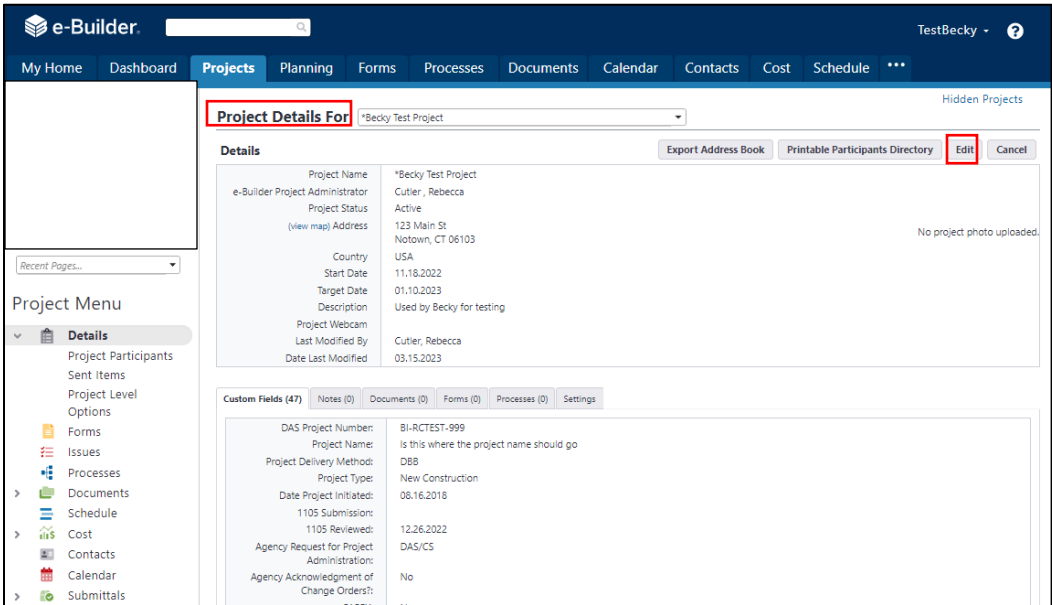 e-Builder.
TestBecky
?
My Home Dashboard Projects Planning Forms Processes Documents Calendar Contacts Cost Schedule •••
Hidden Projects
Project Details For *Becky Test Project
Details Export Address Book Printable Participants Directory Edit Cancel
Project Name *Becky Test Project
e-Builder Project Administrator Cutler , Rebecca
Project Status Active
(view map) Address 123 Main St
Notown, CT 06103
No project photo uploaded.
Country USA
Start Date 11.18.2022
Target Date 01.10.2023
Description Used by Becky for testing
Project Webcam
Last Modified By Cutler, Rebecca
Date Last Modified 03.15.2023
Recent Pages...
Project Menu
Details
Project Participants
Sent Items
Project Level
Options
Forms
Issues
Processes
Documents
Schedule
Cost
Contacts
Calendar
Submittals
Custom Fields (47) Notes (0) Documents (0) Forms (0) Processes (0) Settings
DAS Project Number: BI-RCTEST-999
Project Name: Is this where the project name should go
Project Delivery Method: DBB
Project Type: New Construction
Date Project Initiated: 08.16.2018
1105 Submission:
1105 Reviewed: 12.26.2022
Agency Request for Project DAS/CS
Administration:
Agency Acknowledgment of No
Change Orders?: